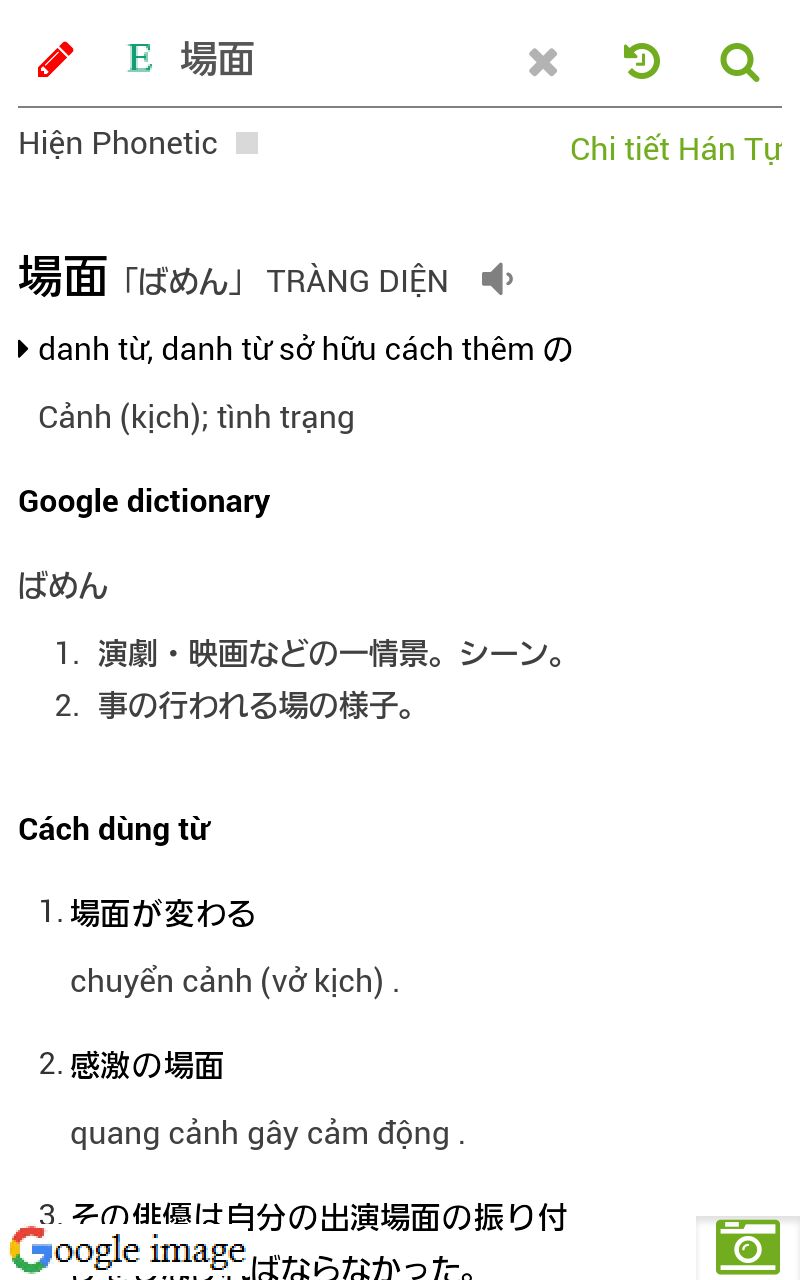 E 場面
Hiện Phonetic
Chi tiết Hán Tự
場面「ばめん」 TRÀNG DIỆN
danh từ, danh từ sở hữu cách thêm の
Cảnh (kịch); tình trạng
Google dictionary
ばめん
1. 演劇・映画などの一情景。シーン。
2. 事の行われる場の様子。
Cách dùng từ
1. 場面が変わる
chuyển cảnh (vở kịch) .
2. 感激の場面
quang cảnh gây cảm động .
3. その俳優は自分の出演場面の振り付
Google image
ばならなかった。